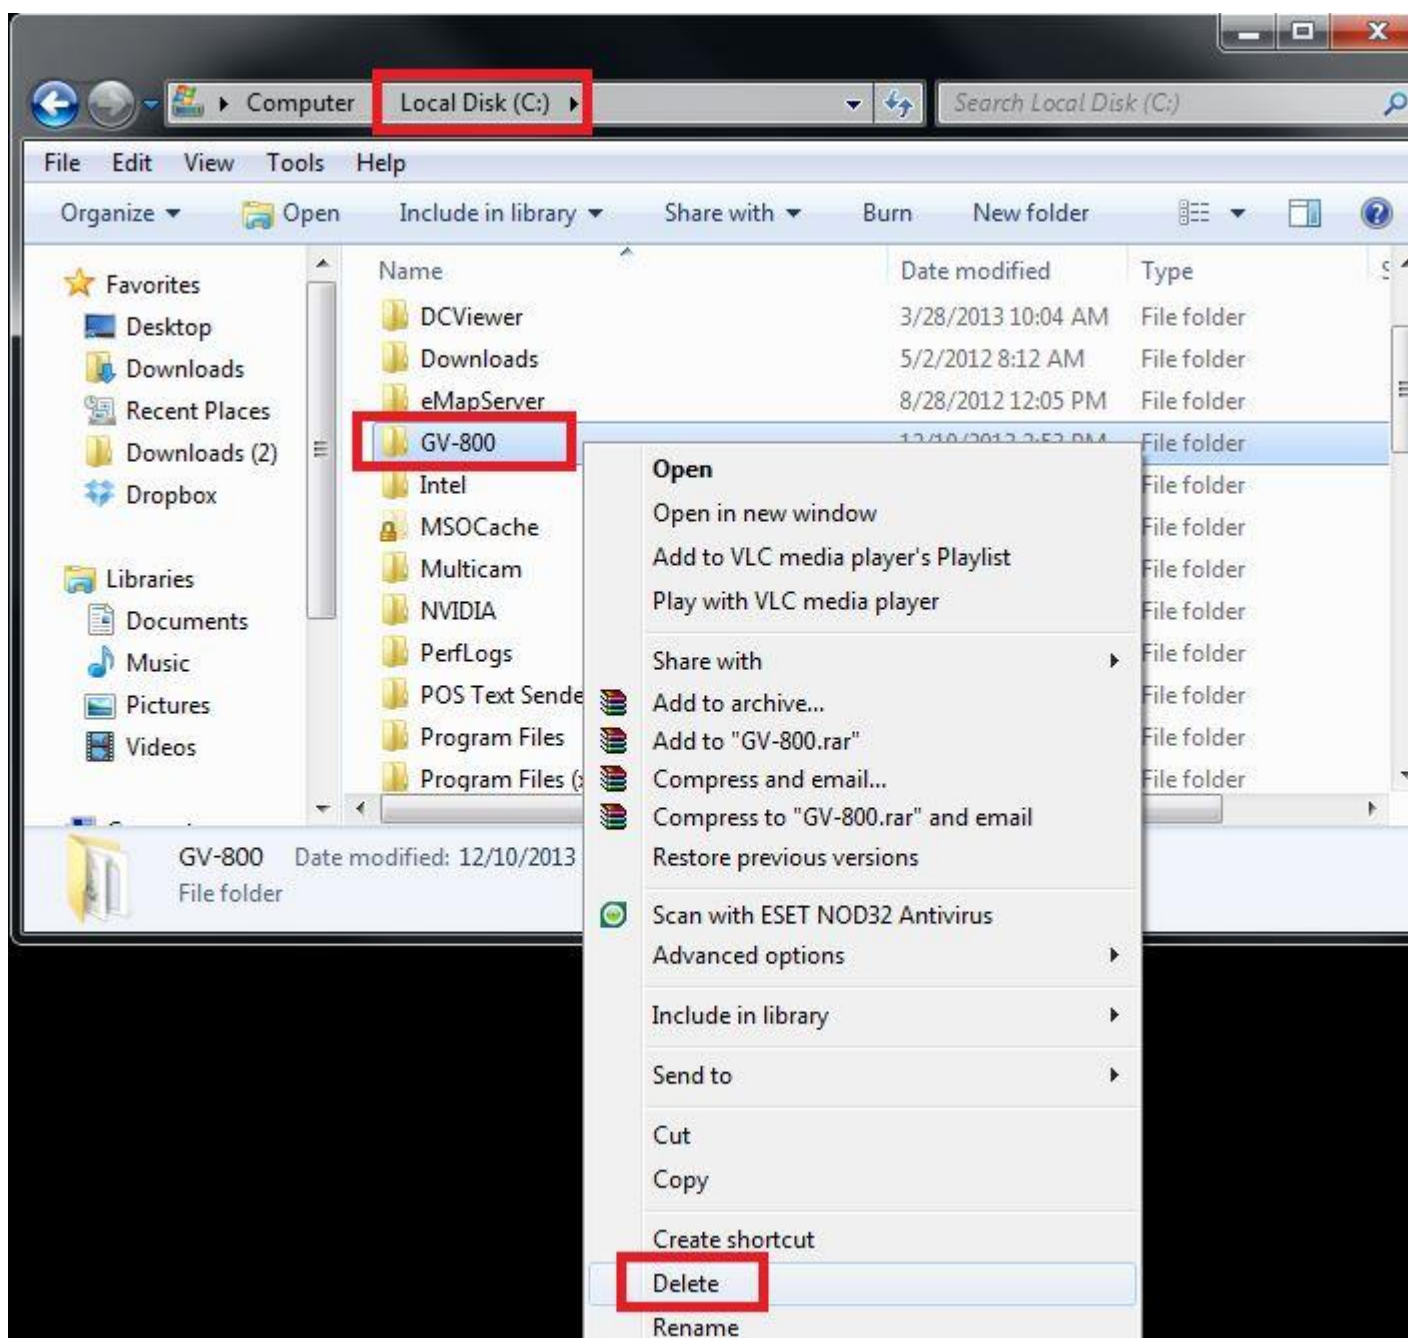 Computer Local Disk (C:) Search Local Disk (C:)
File Edit View Tools Help
Organize Open Include in library Share with Burn New folder
Favorites
Desktop
Downloads
Recent Places
Downloads (2)
Dropbox
Libraries
Documents
Music
Pictures
Videos
Name Date modified Type
DCViewer 3/28/2013 10:04 AM File folder
Downloads 5/2/2012 8:12 AM File folder
eMapServer 8/28/2012 12:05 PM File folder
GV-800 12/10/2013 2:53 PM File folder
Intel File folder
MSOCache File folder
Multicam File folder
NVIDIA File folder
PerfLogs File folder
POS Text Sende File folder
Program Files File folder
Program Files ( File folder
GV-800 Date modified: 12/10/2013
File folder
Open
Open in new window
Add to VLC media player's Playlist
Play with VLC media player
Share with
Add to archive...
Add to "GV-800.rar"
Compress and email...
Compress to "GV-800.rar" and email
Restore previous versions
Scan with ESET NOD32 Antivirus
Advanced options
Include in library
Send to
Cut
Copy
Create shortcut
Delete
Rename